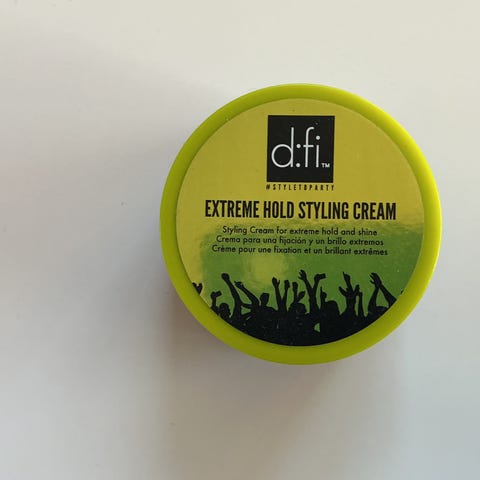 d:fi™
#STYLETOPARTY
EXTREME HOLD STYLING CREAM
Styling Cream for extreme hold and shine
Crema para una fijación y un brillo extremos
Crème pour une fixation et un brillant extrêmes